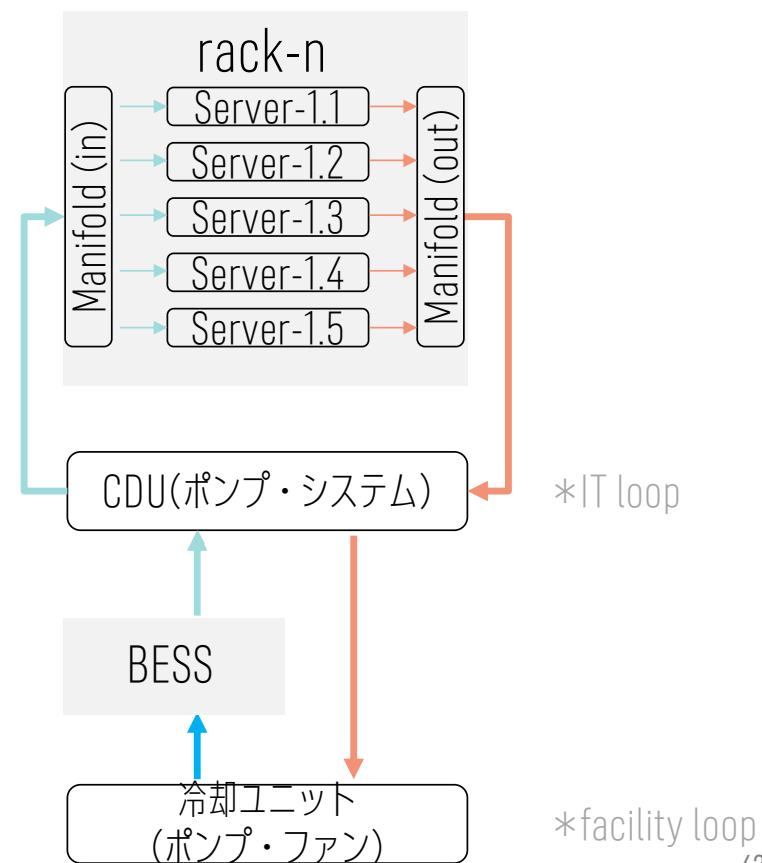 rack-n
Manifold (in)
Server-1.1
Server-1.2
Server-1.3
Server-1.4
Server-1.5
Manifold (out)
CDU(ポンプ・システム)
*IT loop
BESS
冷却ユニット
(ポンプ・ファン)
*facility loop